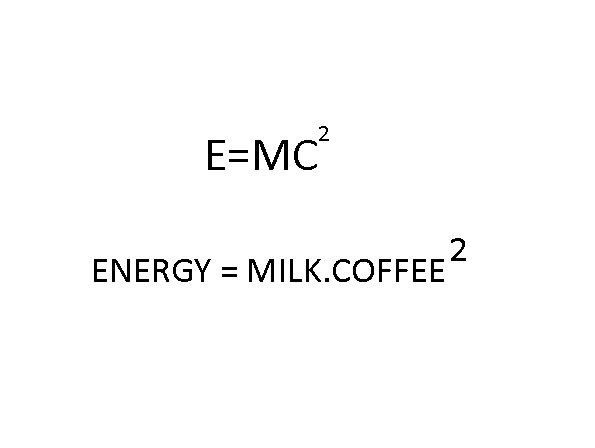 E=MC²
ENERGY = MILK.COFFEE²